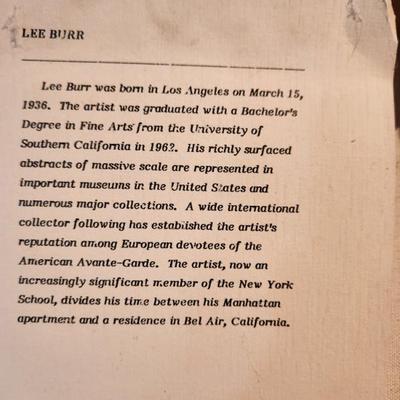 LEE BURR
Lee Burr was born in Los Angeles on March 15,
1936. The artist was graduated with a Bachelor's
Degree in Fine Arts from the University of
Southern California in 1962. His richly surfaced
abstracts of massive scale are represented in
important museums in the United States and
numerous major collections. A wide international
collector following has established the artist's
reputation among European devotees of the
American Avante-Garde. The artist, now an
increasingly significant member of the New York
School, divides his time between his Manhattan
apartment and a residence in Bel Air, California.